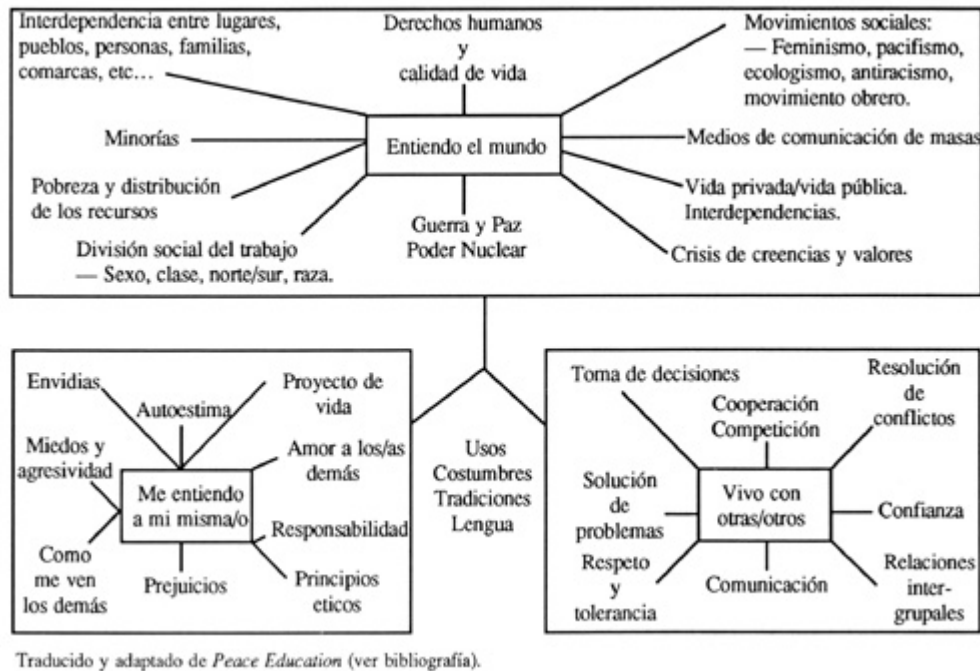 Interdependencia entre lugares,
pueblos, personas, familias,
comarcas, etc…
Derechos humanos
y
calidad de vida
Movimientos sociales:
— Feminismo, pacifismo,
ecologismo, antiracismo,
movimiento obrero.
Minorías
Entiendo el mundo
Medios de comunicación de masas
Pobreza y distribución
de los recursos
Vida privada/vida pública.
Interdependencias.
División social del trabajo
— Sexo, clase, norte/sur, raza.
Guerra y Paz
Poder Nuclear
Crisis de creencias y valores
Envidias
Autoestima
Proyecto de
vida
Miedos y
agresividad
Amor a los/as
demás
Me entiendo
a mi misma/o
Responsabilidad
Como
me ven
los demás
Prejuicios
Principios
eticos
Usos
Costumbres
Tradiciones
Lengua
Toma de decisiones
Cooperación
Competición
Resolución
de
conflictos
Solución
de
problemas
Vivo con
otras/otros
Confianza
Respeto
y
tolerancia
Comunicación
Relaciones
inter-
grupales
Traducido y adaptado de Peace Education (ver bibliografía).